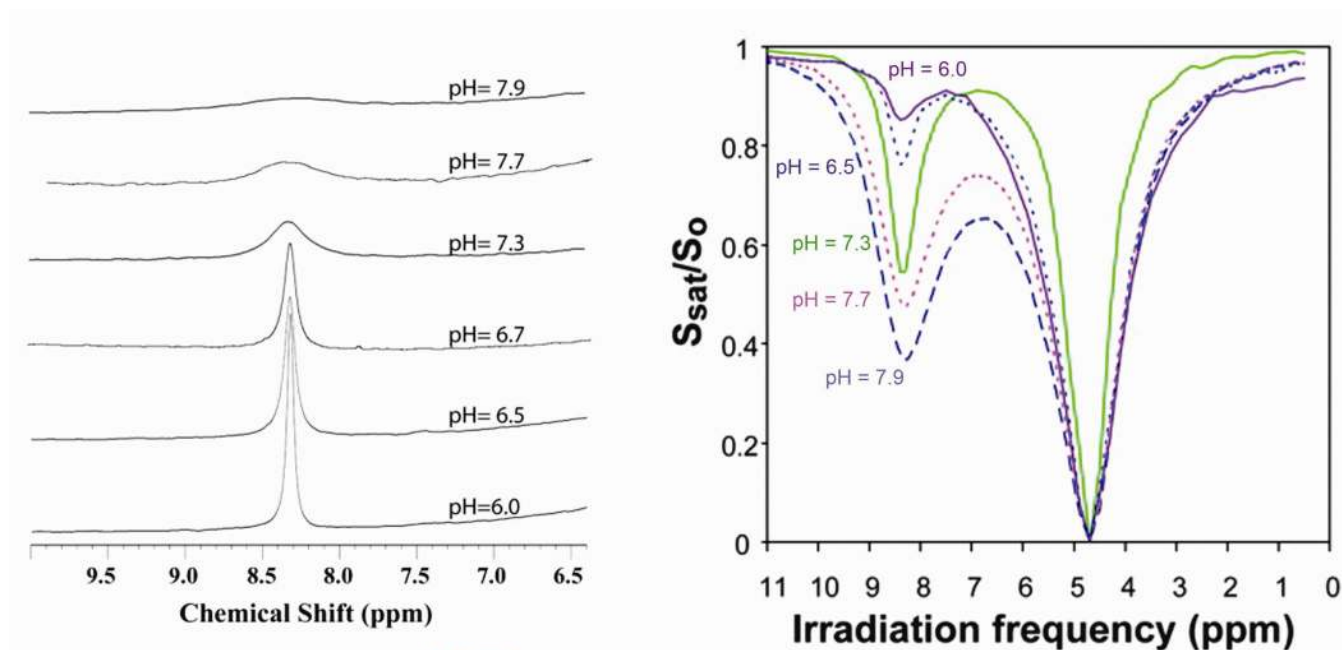 pH= 7.9
pH= 7.7
pH= 7.3
pH= 6.7
pH= 6.5
pH=6.0
9.5 9.0 8.5 8.0 7.5 7.0 6.5
Chemical Shift (ppm)
1
0.8
0.6
0.4
0.2
0
Ssat/So
pH = 6.0
pH = 6.5
pH = 7.3
pH = 7.7
pH = 7.9
11 10 9 8 7 6 5 4 3 2 1 0
Irradiation frequency (ppm)